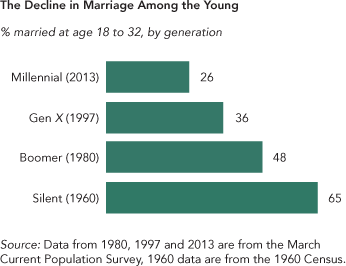 The Decline in Marriage Among the Young
% married at age 18 to 32, by generation
Millennial (2013) 26
Gen X (1997) 36
Boomer (1980) 48
Silent (1960) 65
Source: Data from 1980, 1997 and 2013 are from the March
Current Population Survey, 1960 data are from the 1960 Census.